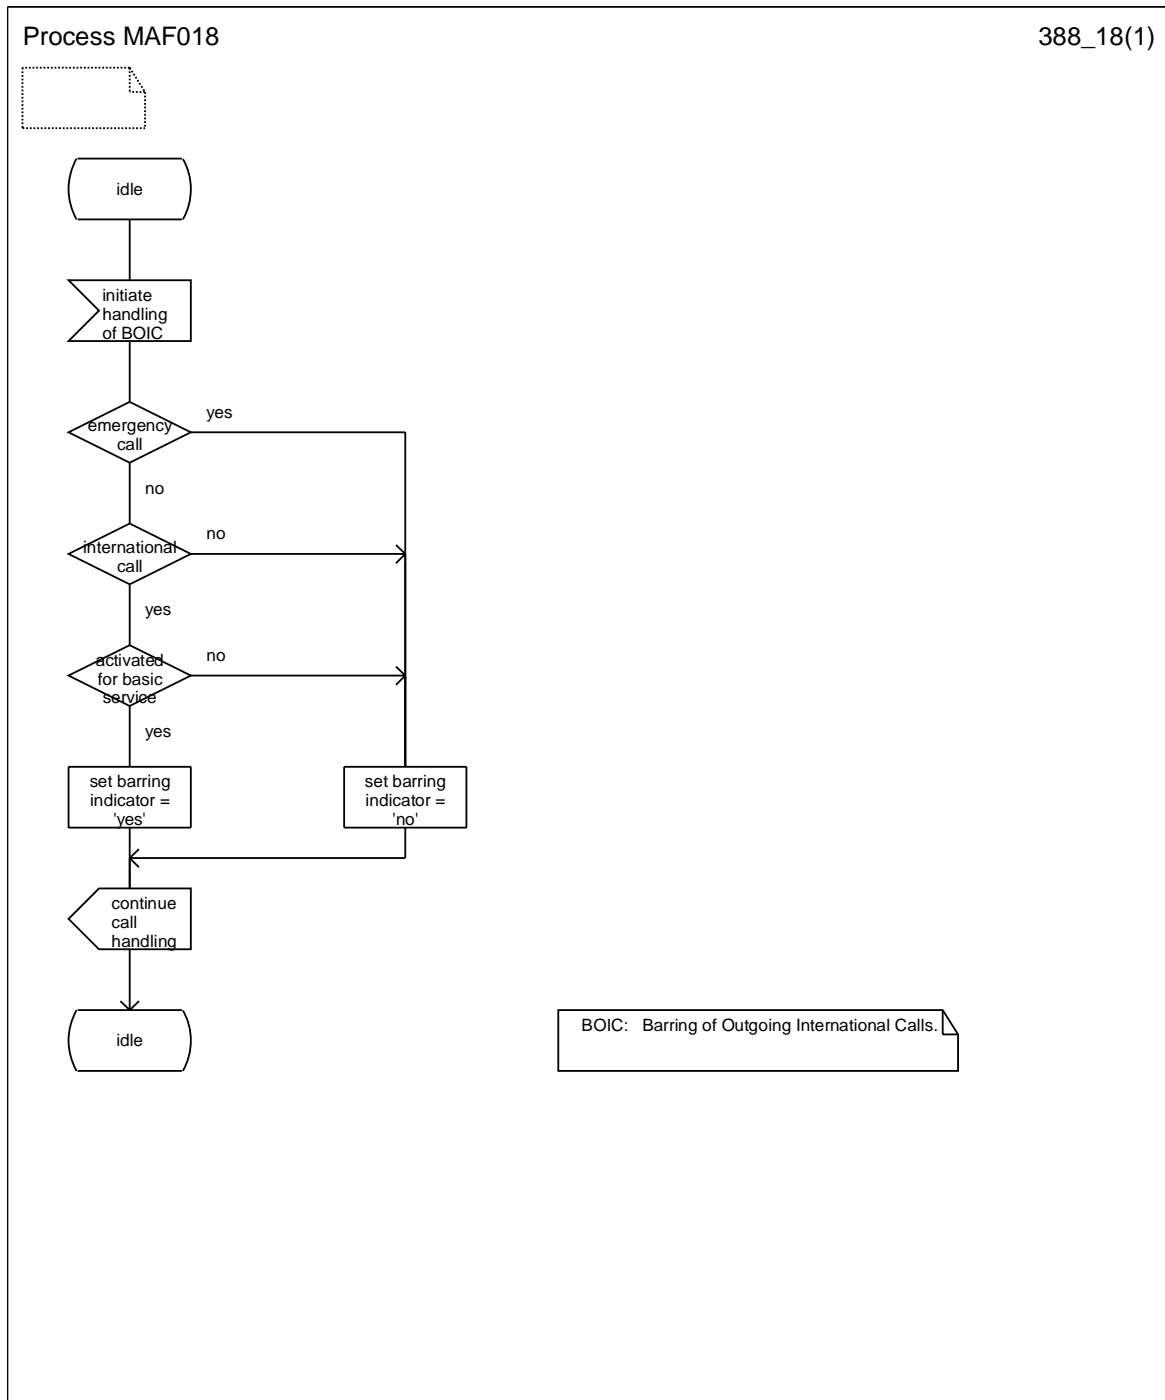 Process MAF018
388_18(1)
idle
initiate
handling
of BOIC
emergency
call
yes
no
international
call
no
yes
activated
for basic
service
no
yes
set barring
indicator =
'yes'
set barring
indicator =
'no'
continue
call
handling
idle
BOIC: Barring of Outgoing International Calls.